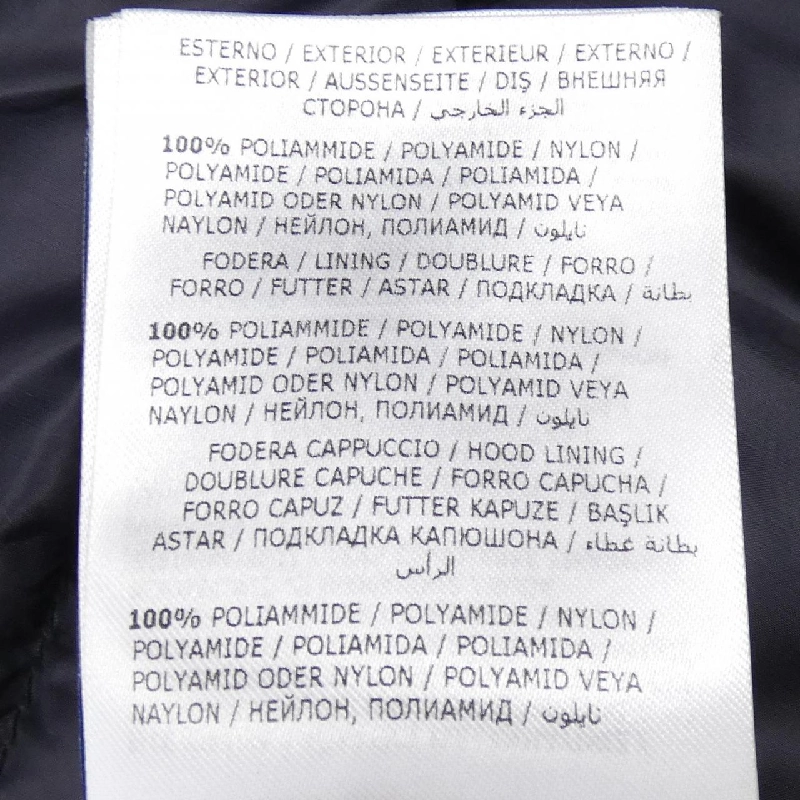 ESTERNO / EXTERIOR / EXTERIEUR / EXTERNO /
EXTERIOR / AUSSENSEITE / DIŞ / ВНЕШНЯЯ
СТОРОНА / الجزء الخارجي
100% POLIAMMIDE / POLYAMIDE / NYLON /
POLYAMIDE / POLIAMIDA / POLIAMIDA /
POLYAMID ODER NYLON / POLYAMID VEYA
NAYLON / НЕЙЛОН, ПОЛИАМИД / نايلون
FODERA / LINING / DOUBLURE / FORRO /
FORRO / FUTTER / ASTAR / ПОДКЛАДКА / بطانة
100% POLIAMMIDE / POLYAMIDE / NYLON /
POLYAMIDE / POLIAMIDA / POLIAMIDA /
POLYAMID ODER NYLON / POLYAMID VEYA
NAYLON / НЕЙЛОН, ПОЛИАМИД / نايلون
FODERA CAPPUCCIO / HOOD LINING /
DOUBLURE CAPUCHE / FORRO CAPUCHA /
FORRO CAPUZ / FUTTER KAPUZE / BAŞLIK
ASTAR / ПОДКЛАДКА КАПЮШОНА / بطانة غطاء
الرأس
100% POLIAMMIDE / POLYAMIDE / NYLON /
POLYAMIDE / POLIAMIDA / POLIAMIDA /
POLYAMID ODER NYLON / POLYAMID VEYA
NAYLON / НЕЙЛОН, ПОЛИАМИД / نايلون